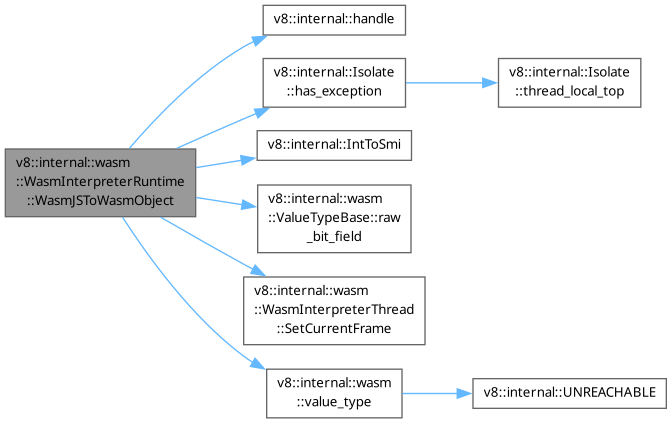 v8::internal::handle
v8::internal::Isolate
::has_exception
v8::internal::Isolate
::thread_local_top
v8::internal::IntToSmi
v8::internal::wasm
::WasmInterpreterRuntime
::WasmJSToWasmObject
v8::internal::wasm
::ValueTypeBase::raw
_bit_field
v8::internal::wasm
::WasmInterpreterThread
::SetCurrentFrame
v8::internal::wasm
::value_type
v8::internal::UNREACHABLE